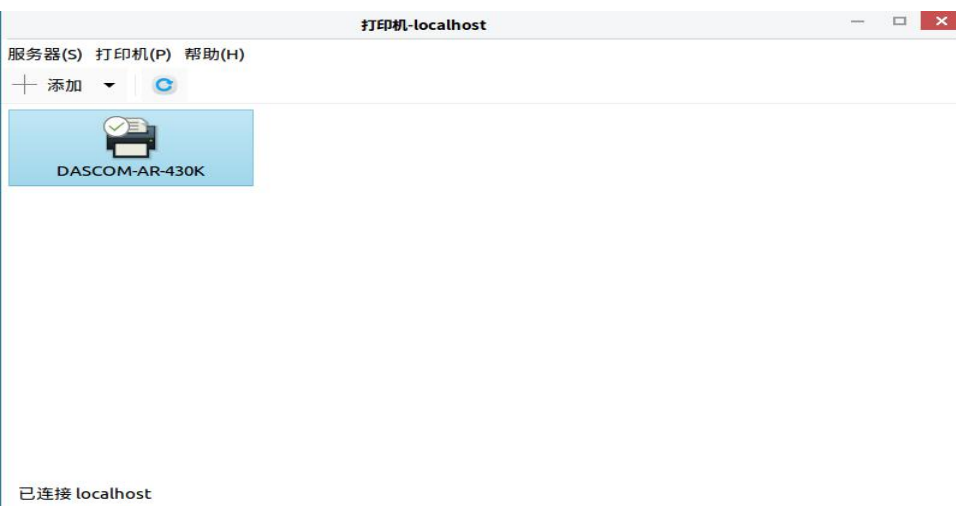 打印机-localhost
服务器(S) 打印机(P) 帮助(H)
添加
DASCOM-AR-430K
已连接 localhost